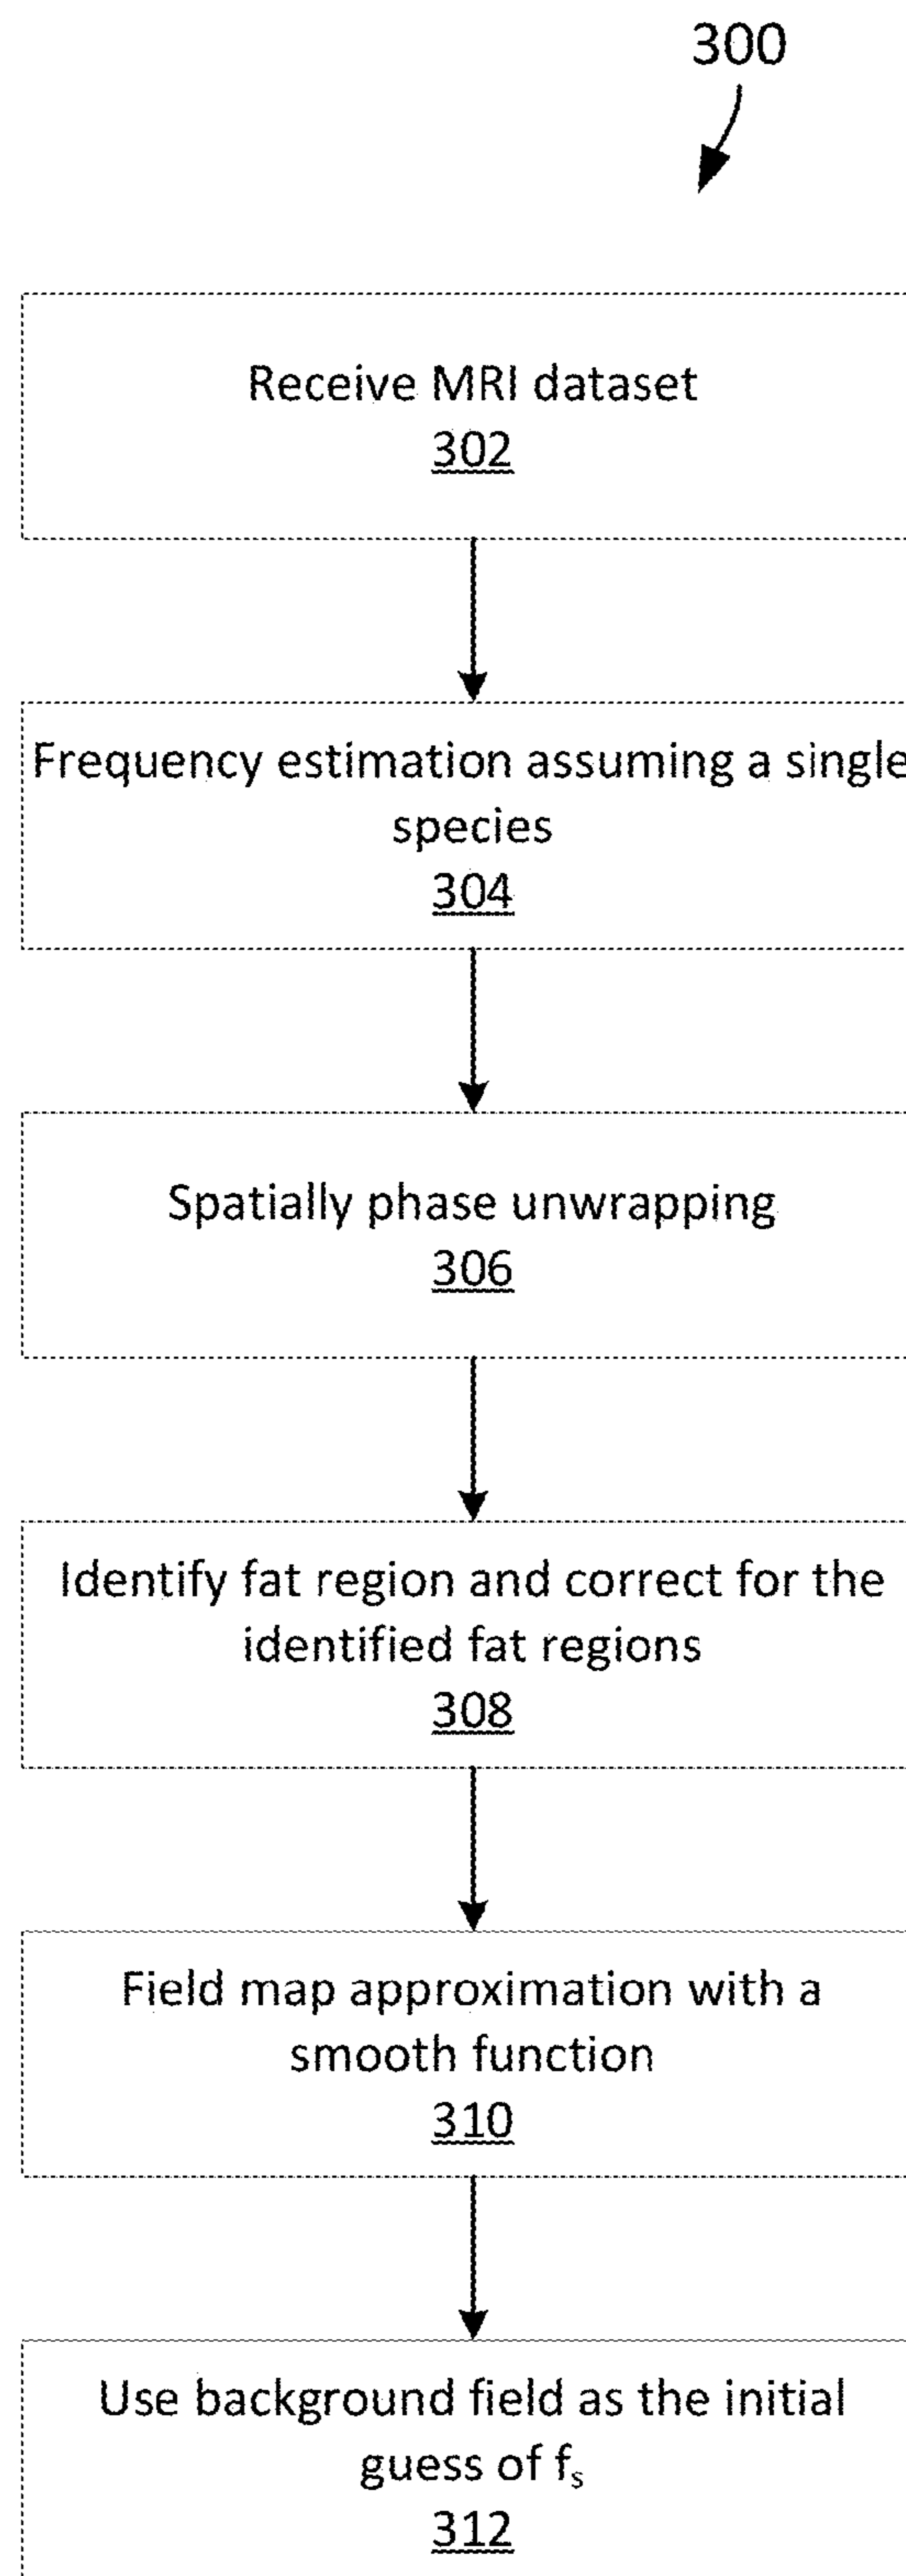 300
Receive MRI dataset
302
Frequency estimation assuming a single
species
304
Spatially phase unwrapping
306
Identify fat region and correct for the
identified fat regions
308
Field map approximation with a
smooth function
310
Use background field as the initial
guess of fₛ
312